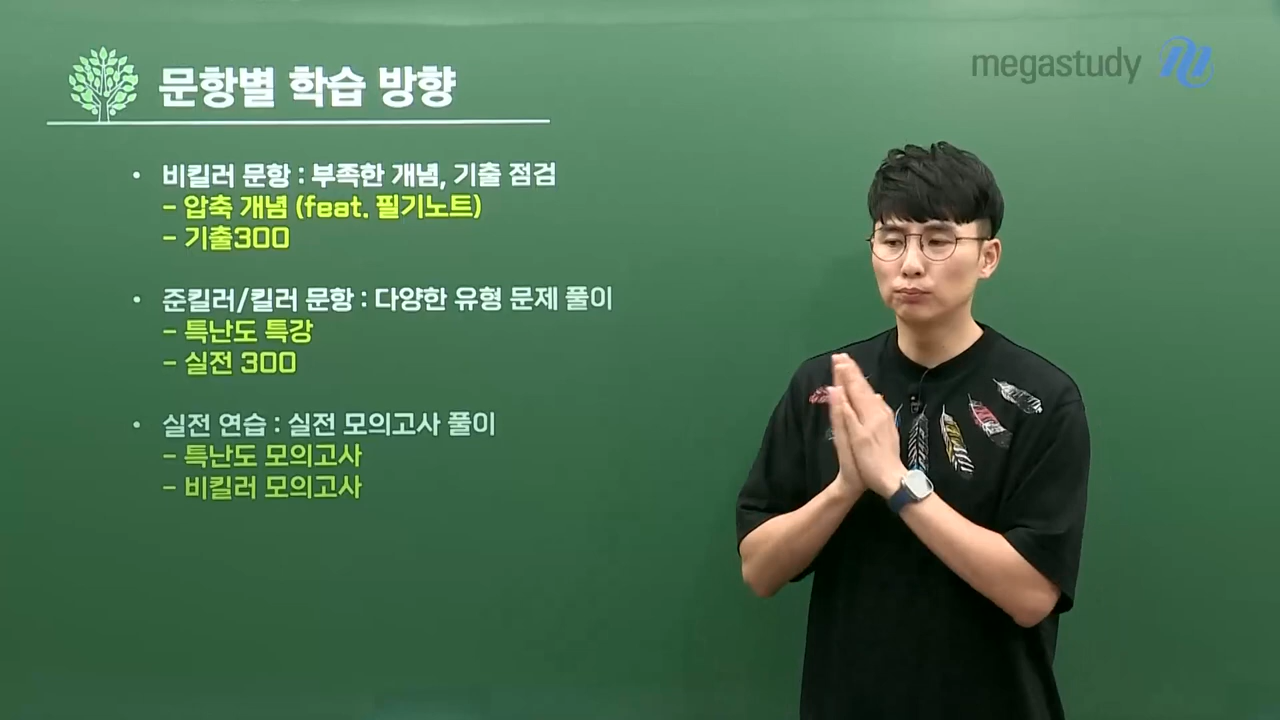 문항별 학습 방향
megastudy
• 비킬러 문항 : 부족한 개념, 기출 점검
- 압축 개념 (feat. 필기노트)
- 기출300
• 준킬러/킬러 문항 : 다양한 유형 문제 풀이
- 특난도 특강
- 실전 300
• 실전 연습 : 실전 모의고사 풀이
- 특난도 모의고사
- 비킬러 모의고사